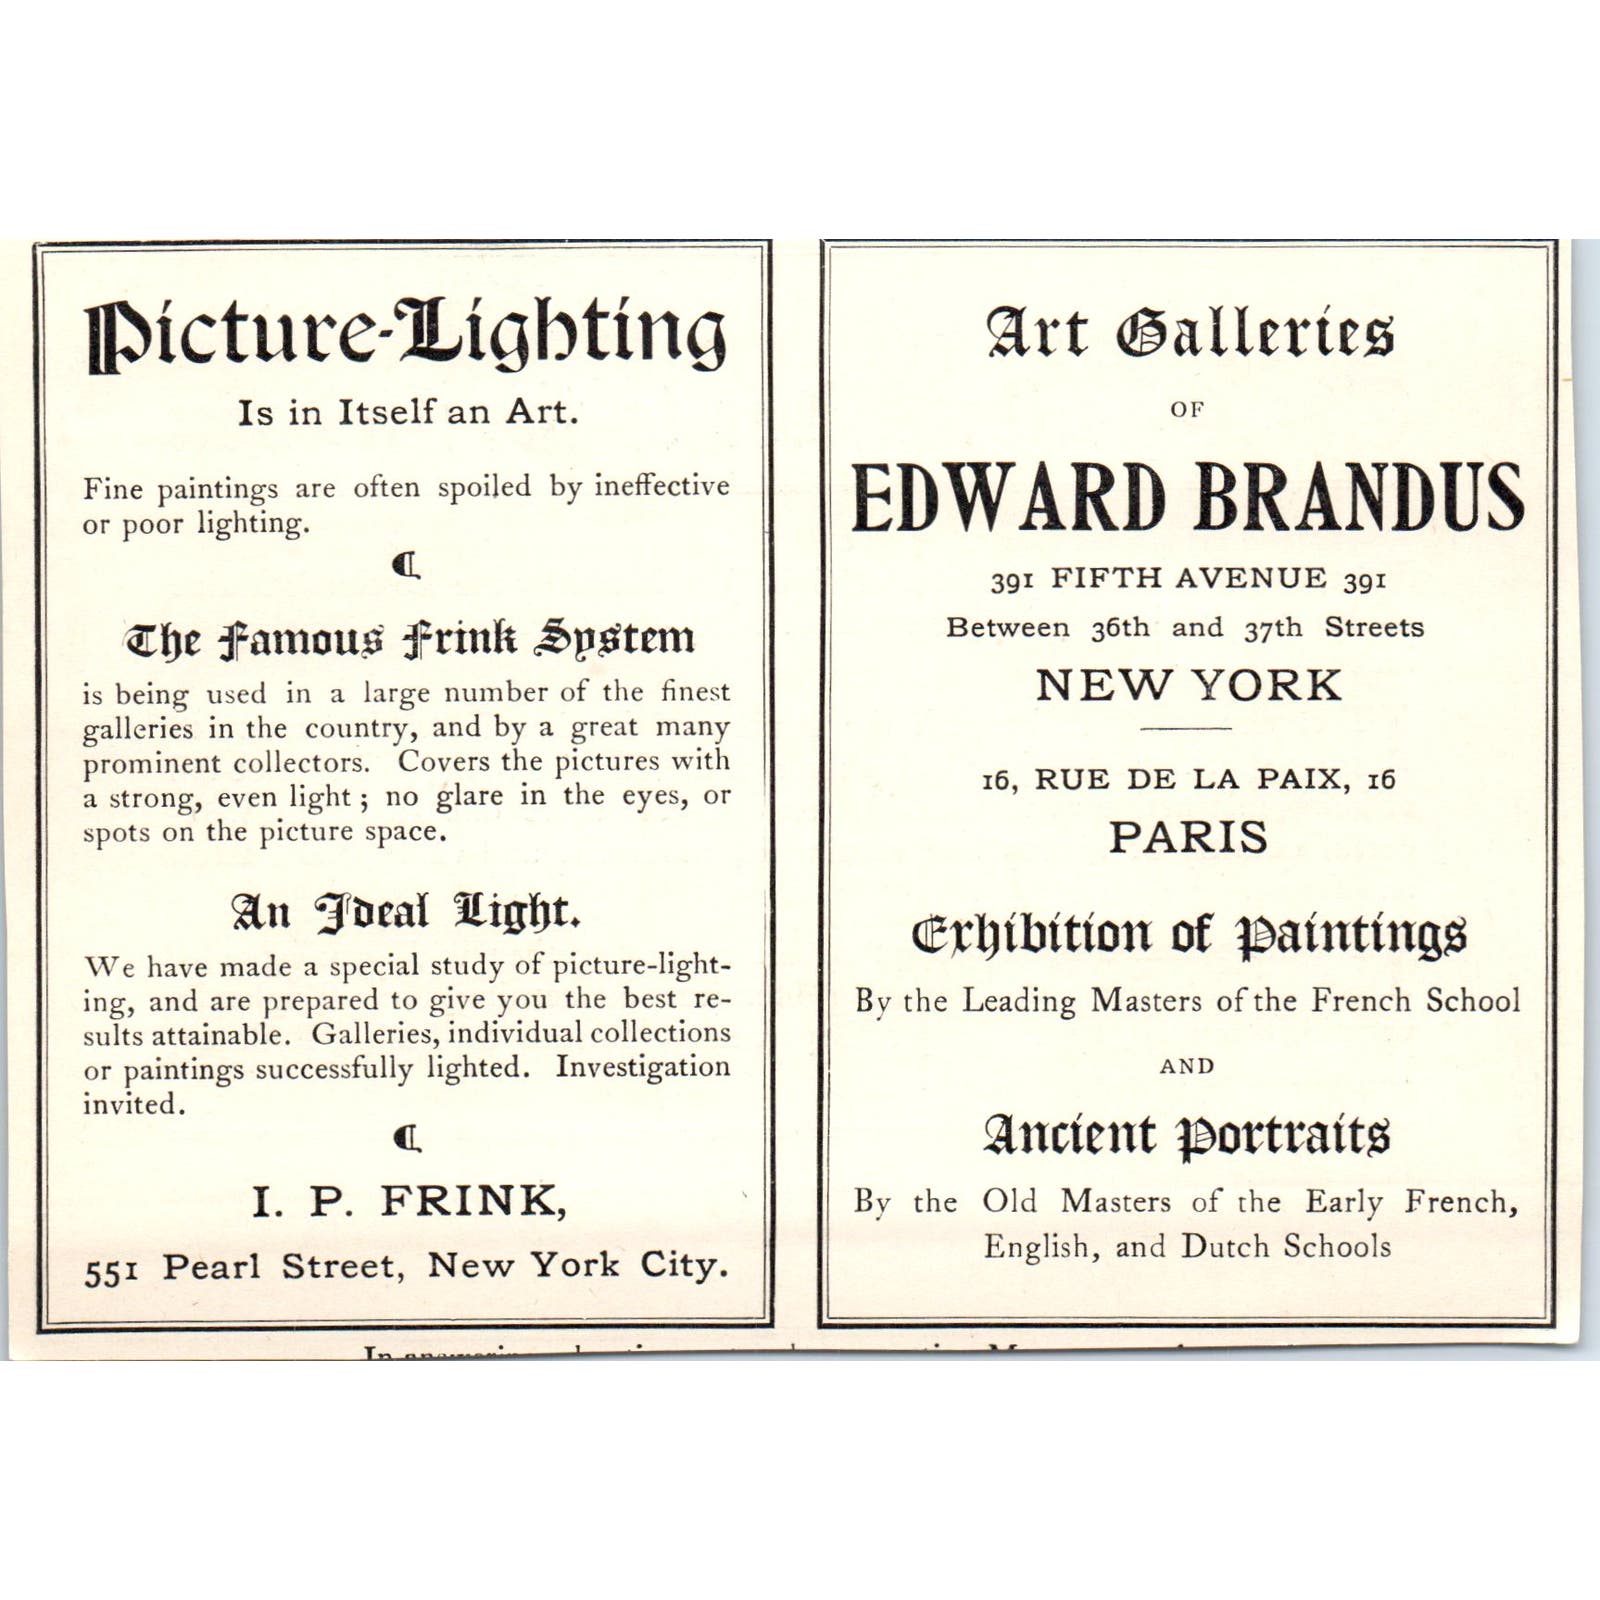 Picture-Lighting
Is in Itself an Art.
Fine paintings are often spoiled by ineffective
or poor lighting.
The Famous Frink System
is being used in a large number of the finest
galleries in the country, and by a great many
prominent collectors. Covers the pictures with
a strong, even light ; no glare in the eyes, or
spots on the picture space.
An Ideal Light.
We have made a special study of picture-light-
ing, and are prepared to give you the best re-
sults attainable. Galleries, individual collections
or paintings successfully lighted. Investigation
invited.
I. P. FRINK,
551 Pearl Street, New York City.
Art Galleries
OF
EDWARD BRANDUS
391 FIFTH AVENUE 391
Between 36th and 37th Streets
NEW YORK
16, RUE DE LA PAIX, 16
PARIS
Exhibition of Paintings
By the Leading Masters of the French School
AND
Ancient Portraits
By the Old Masters of the Early French,
English, and Dutch Schools